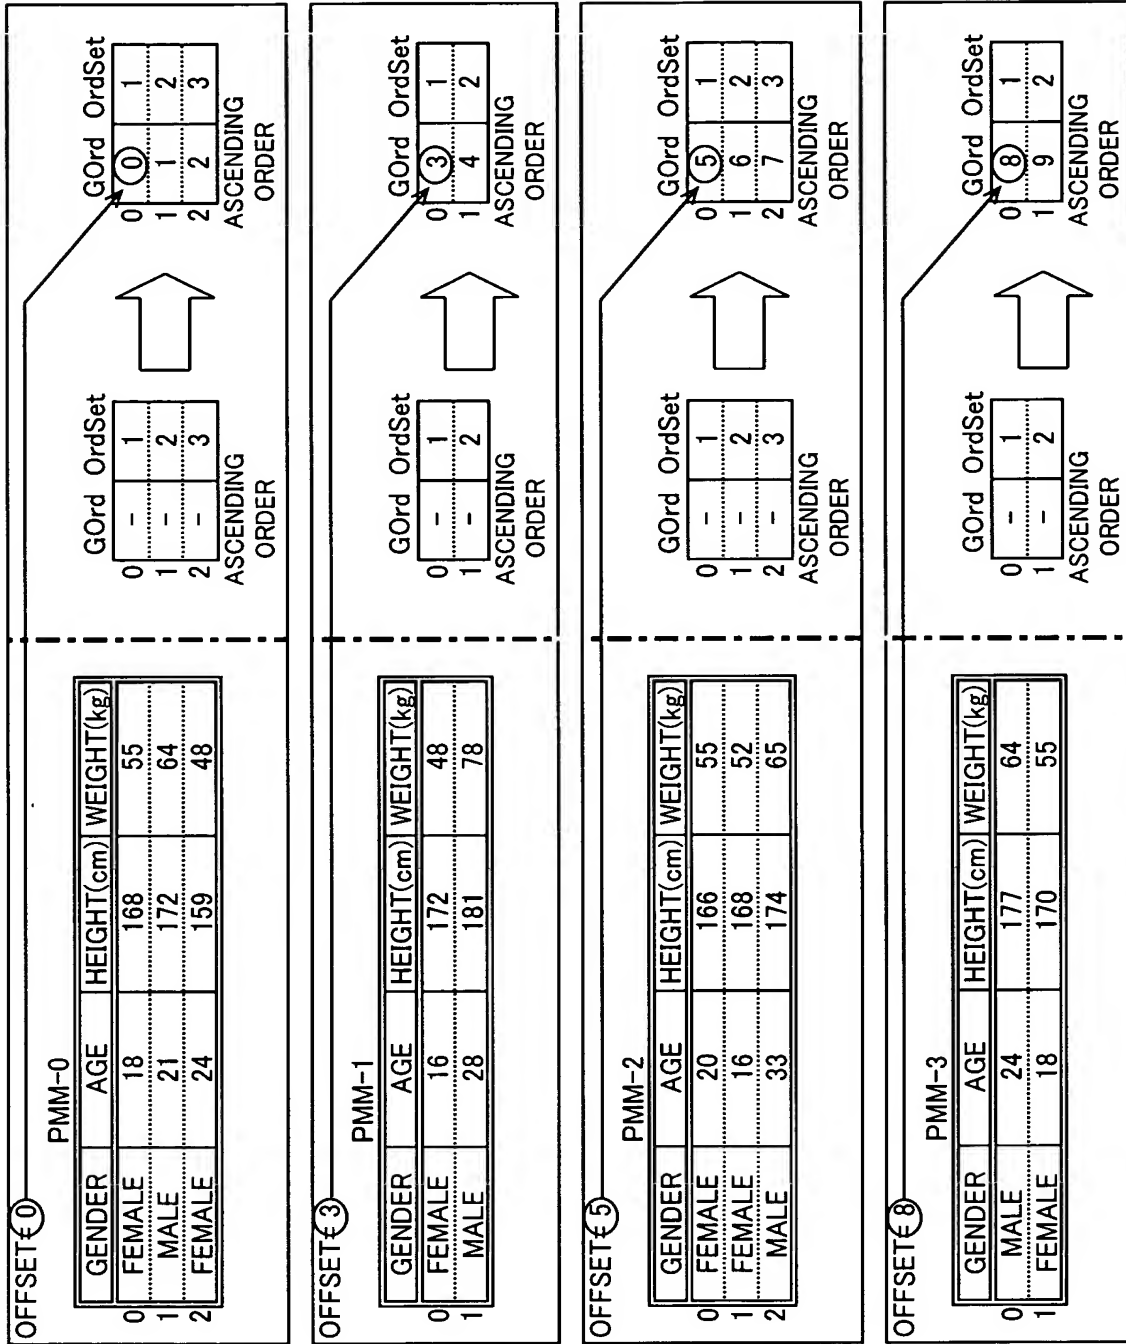 OFFSET= 0
PMM-0
GENDER AGE HEIGHT(cm) WEIGHT(kg) GOrd OrdSet GOrd OrdSet
0 FEMALE 18 168 55 0 - 1 0 0 1
1 MALE 21 172 64 1 - 2 1 1 2
2 FEMALE 24 159 48 2 - 3 2 2 3
ASCENDING ASCENDING
ORDER ORDER
OFFSET= 3
PMM-1
GENDER AGE HEIGHT(cm) WEIGHT(kg) GOrd OrdSet GOrd OrdSet
0 FEMALE 16 172 48 0 - 1 0 3 1
1 MALE 28 181 78 1 - 2 1 4 2
ASCENDING ASCENDING
ORDER ORDER
OFFSET= 5
PMM-2
GENDER AGE HEIGHT(cm) WEIGHT(kg) GOrd OrdSet GOrd OrdSet
0 FEMALE 20 166 55 0 - 1 0 5 1
1 FEMALE 16 168 52 1 - 2 1 6 2
2 MALE 33 174 65 2 - 3 2 7 3
ASCENDING ASCENDING
ORDER ORDER
OFFSET= 8
PMM-3
GENDER AGE HEIGHT(cm) WEIGHT(kg) GOrd OrdSet GOrd OrdSet
0 MALE 24 177 64 0 - 1 0 8 1
1 FEMALE 18 170 55 1 - 2 1 9 2
ASCENDING ASCENDING
ORDER ORDER